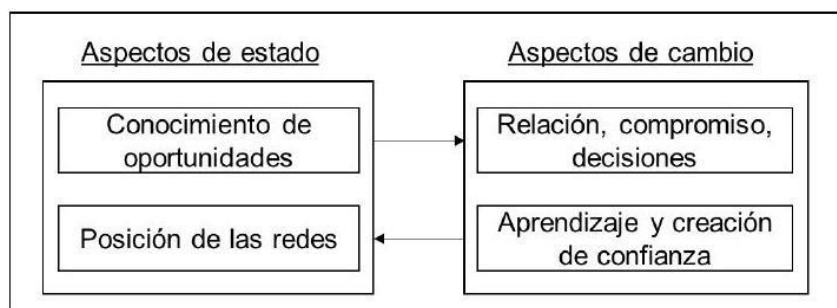 Aspectos de estado
Conocimiento de
oportunidades
Posición de las redes
Aspectos de cambio
Relación, compromiso,
decisiones
Aprendizaje y creación
de confianza